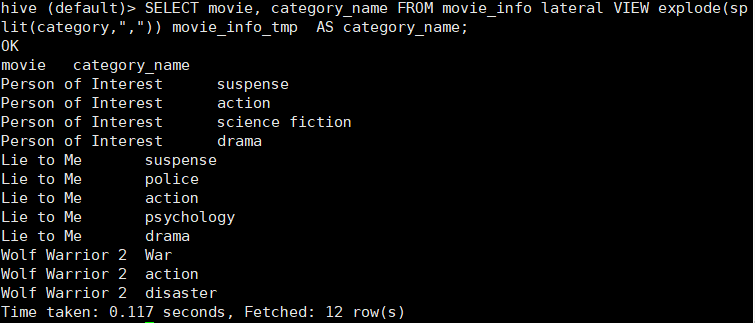 hive (default)> SELECT movie, category_name FROM movie_info lateral VIEW explode(sp
lit(category,",")) movie_info_tmp  AS category_name;
OK
movie   category_name
Person of Interest      suspense
Person of Interest      action
Person of Interest      science fiction
Person of Interest      drama
Lie to Me       suspense
Lie to Me       police
Lie to Me       action
Lie to Me       psychology
Lie to Me       drama
Wolf Warrior 2  War
Wolf Warrior 2  action
Wolf Warrior 2  disaster
Time taken: 0.117 seconds, Fetched: 12 row(s)